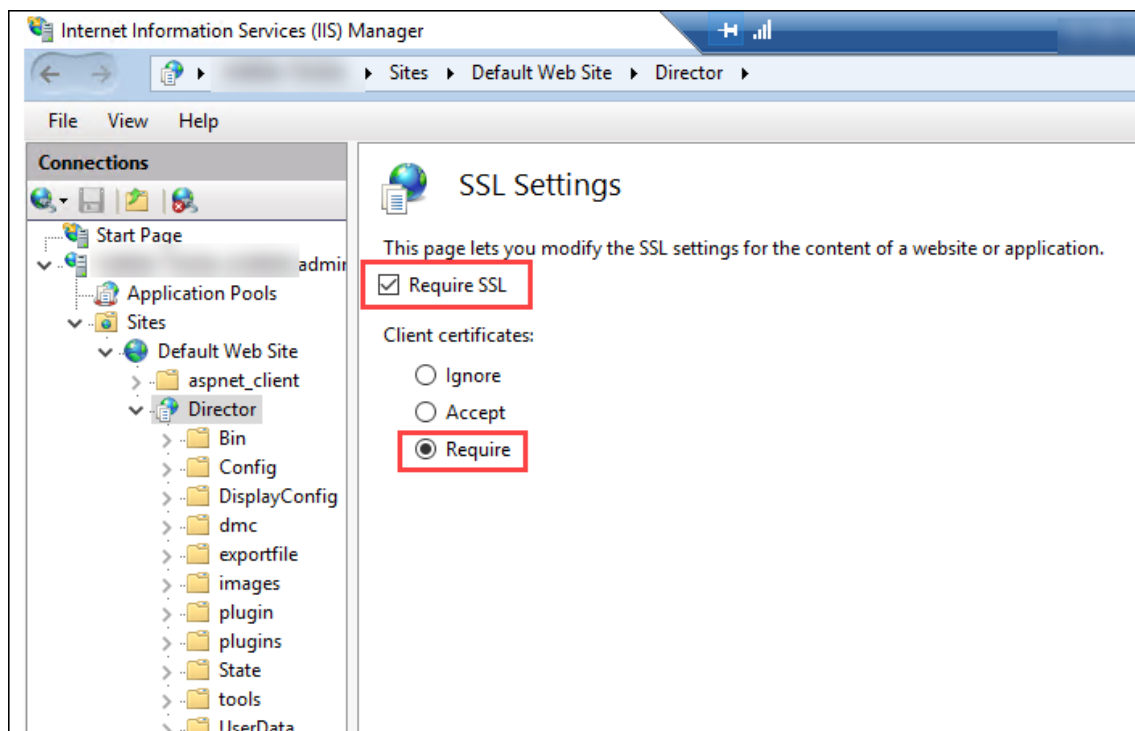 Internet Information Services (IIS) Manager
Sites Default Web Site Director
File View Help
Connections
Start Page
admin
Application Pools
Sites
Default Web Site
aspnet_client
Director
Bin
Config
DisplayConfig
dmc
exportfile
images
plugin
plugins
State
tools
UserData
SSL Settings
This page lets you modify the SSL settings for the content of a website or application.
Require SSL
Client certificates:
Ignore
Accept
Require